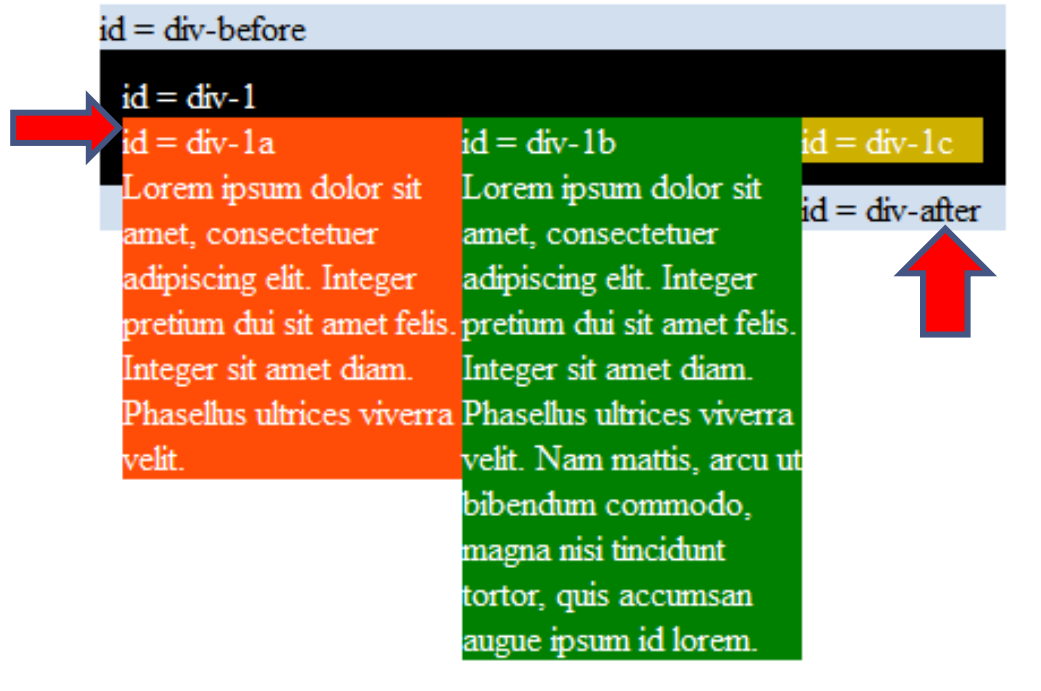 id = div-before
id = div-1
id = div-1a
Lorem ipsum dolor sit
amet, consectetuer
adipiscing elit. Integer
pretium dui sit amet felis.
Integer sit amet diam.
Phasellus ultrices viverra
velit.
id = div-1b
Lorem ipsum dolor sit
amet, consectetuer
adipiscing elit. Integer
pretium dui sit amet felis.
Integer sit amet diam.
Phasellus ultrices viverra
velit. Nam mattis, arcu ut
bibendum commodo,
magna nisi tincidunt
tortor, quis accumsan
augue ipsum id lorem.
id = div-1c
id = div-after